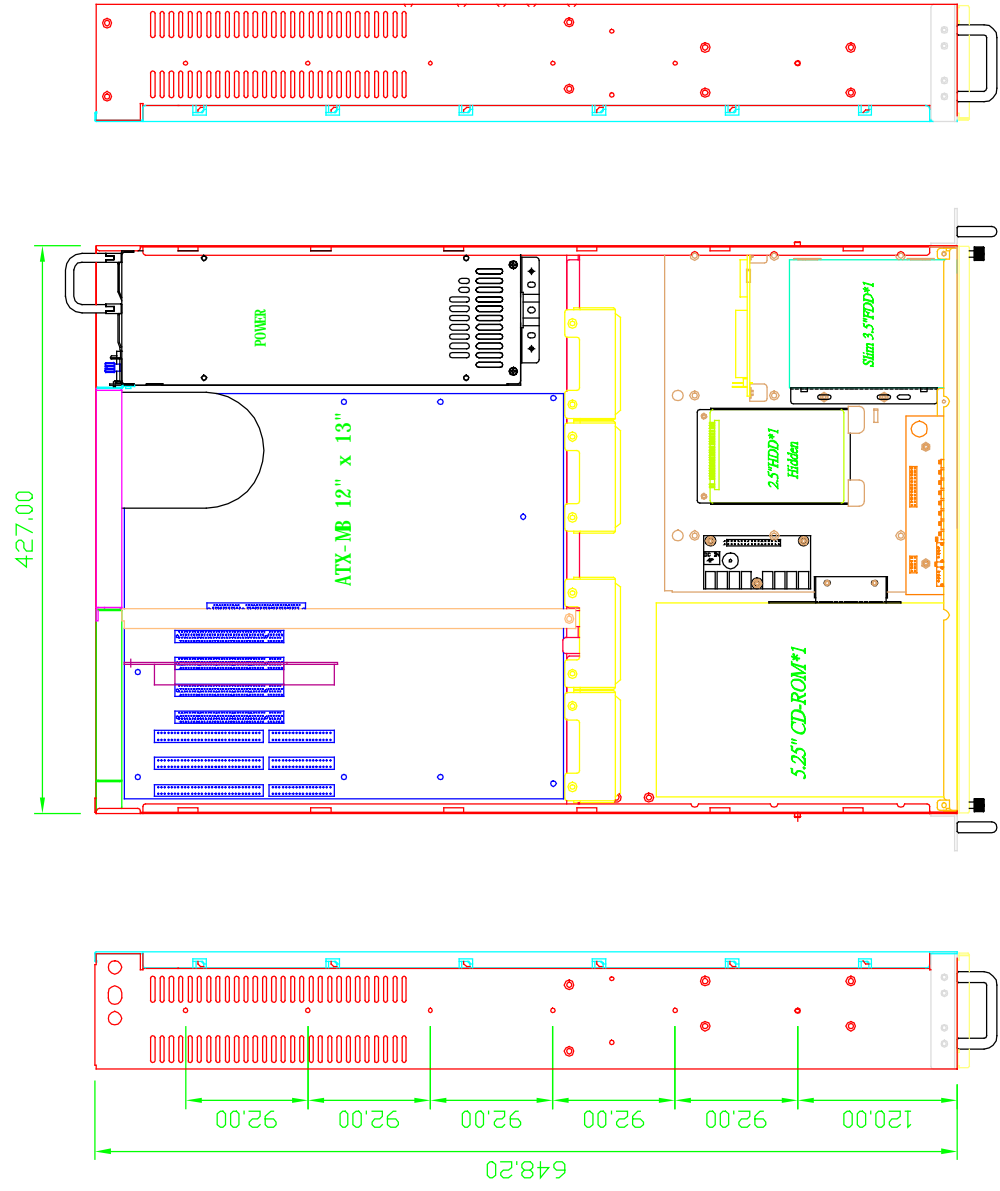 427.00
POWER
ATX-MB 12" x 13"
Slim 3.5"FDD*1
2.5"HDD*1
Hidden
5.25" CD-ROM*1
92.00
92.00
92.00
92.00
92.00
120.00
648.20